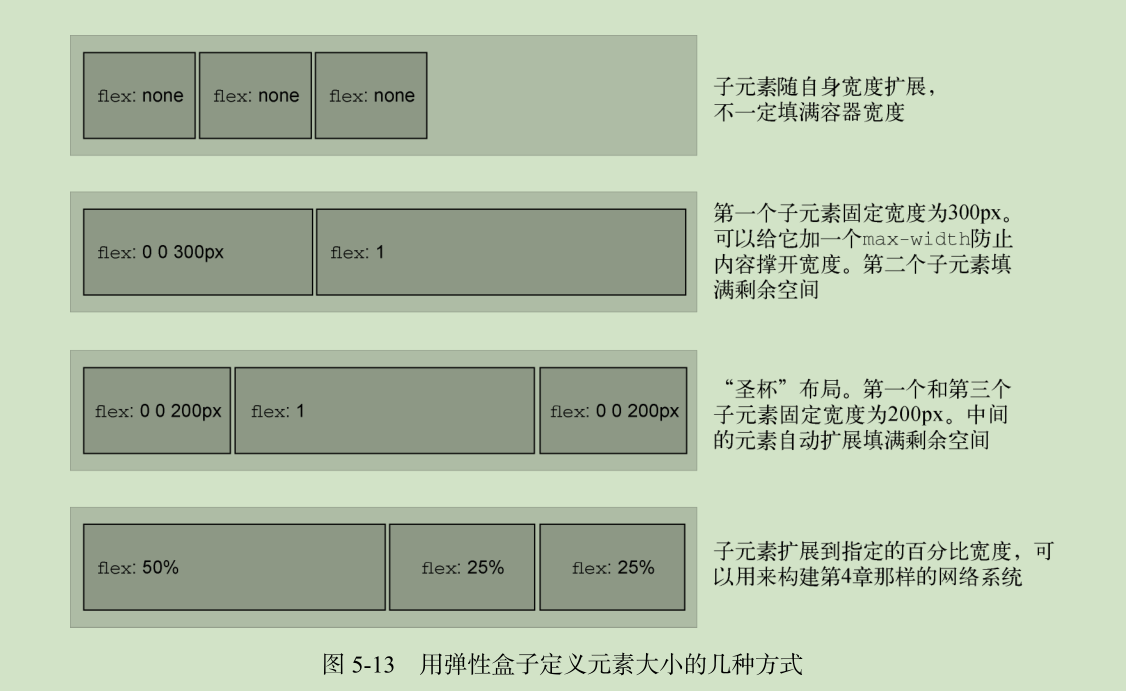 flex: none flex: none flex: none
子元素随自身宽度扩展，
不一定填满容器宽度
flex: 0 0 300px flex: 1
第一个子元素固定宽度为300px。
可以给它加一个max-width防止
内容撑开宽度。第二个子元素填
满剩余空间
flex: 0 0 200px flex: 1 flex: 0 0 200px
“圣杯”布局。第一个和第三个
子元素固定宽度为200px。中间
的元素自动扩展填满剩余空间
flex: 50% flex: 25% flex: 25%
子元素扩展到指定的百分比宽度，可
以用来构建第4章那样的网络系统
图 5-13 用弹性盒子定义元素大小的几种方式